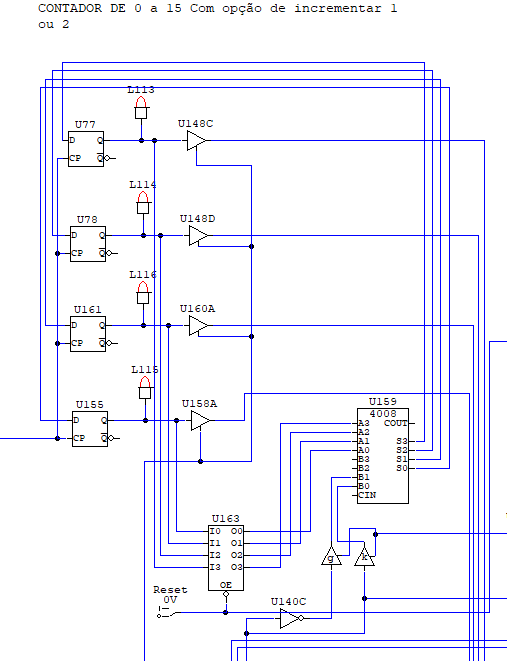 CONTADOR DE 0 a 15 Com opção de incrementar 1
ou 2
L113
U77
D Q
CP Q
U148C
L114
U78
D Q
CP Q
U148D
L116
U161
D Q
CP Q
U160A
L115
U155
D Q
CP Q
U158A
U159
4008
A3 COUT
A2
A1 S3
A0 S2
B3 S1
B2 S0
B1
B0
CIN
U163
I0 O0
I1 O1
I2 O2
I3 O3
OE
g
k
Reset
0V
U140C